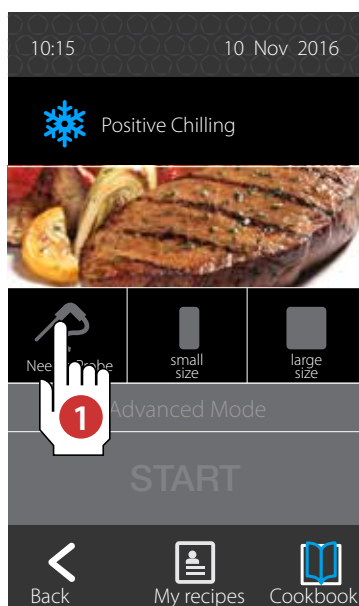 10:15 10 Nov 2016
Positive Chilling
Probe small size large size
1 Advanced Mode
START
Back My recipes Cookbook